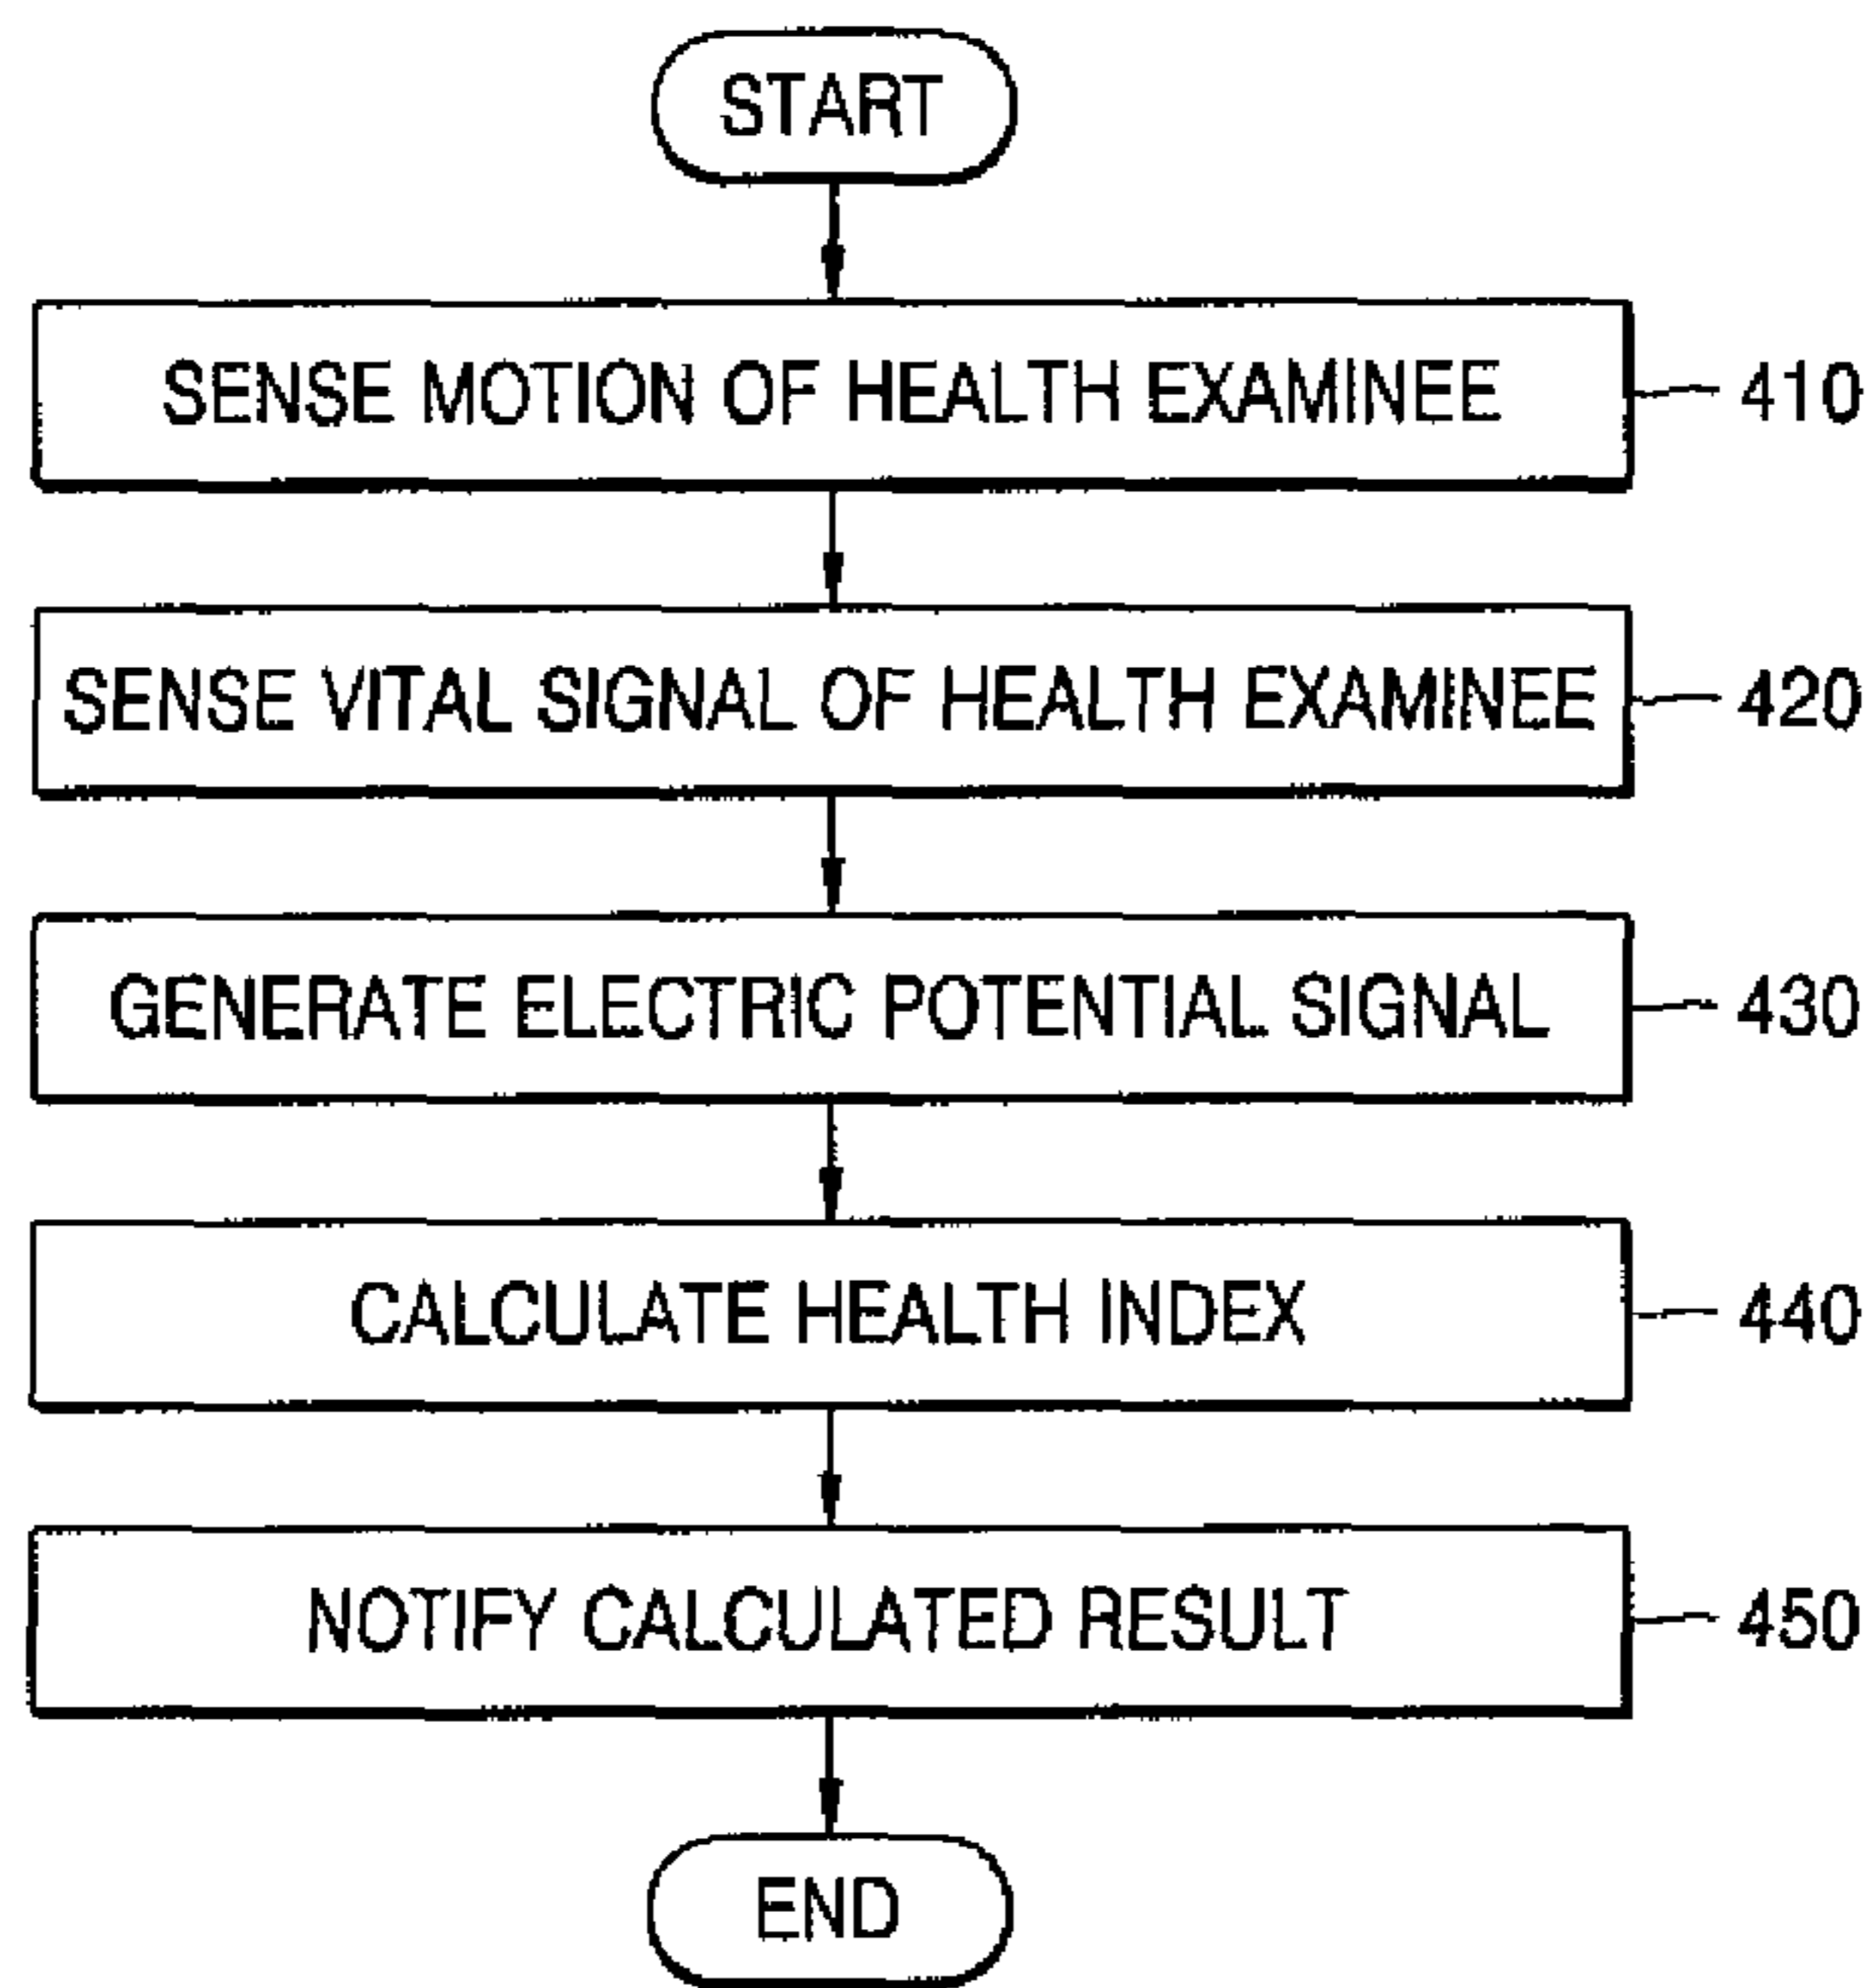 START
SENSE MOTION OF HEALTH EXAMINEE 410
SENSE VITAL SIGNAL OF HEALTH EXAMINEE 420
GENERATE ELECTRIC POTENTIAL SIGNAL 430
CALCULATE HEALTH INDEX 440
NOTIFY CALCULATED RESULT 450
END